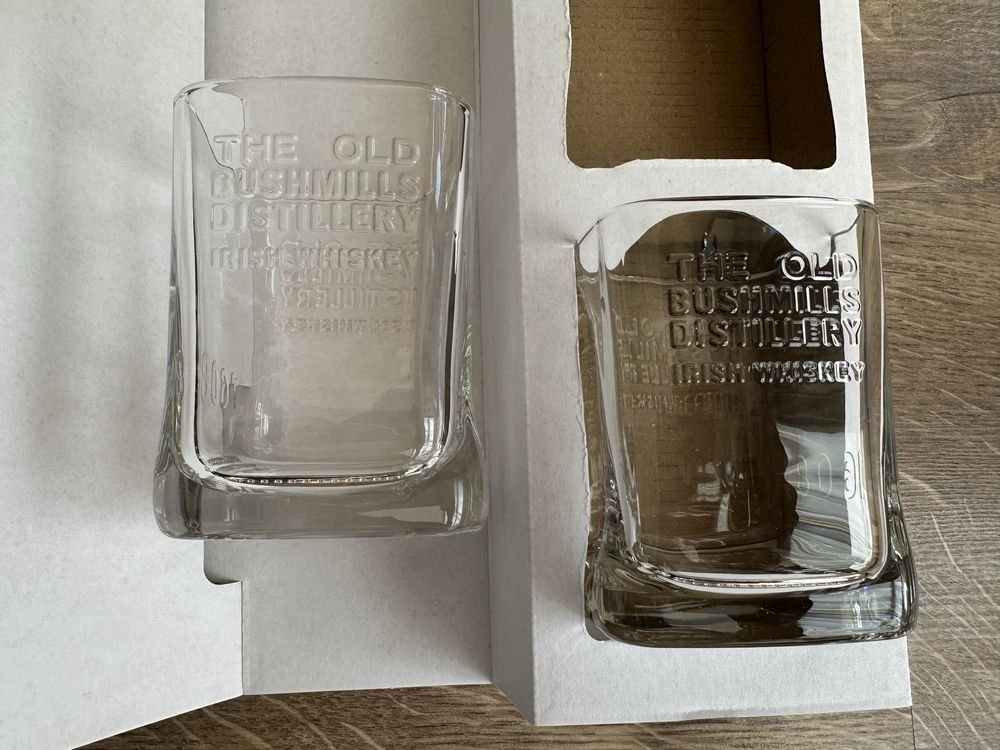 THE OLD
BUSHMILLS
DISTILLERY
IRISH WHISKEY
THE OLD
BUSHMILLS
DISTILLERY
IRISH WHISKEY